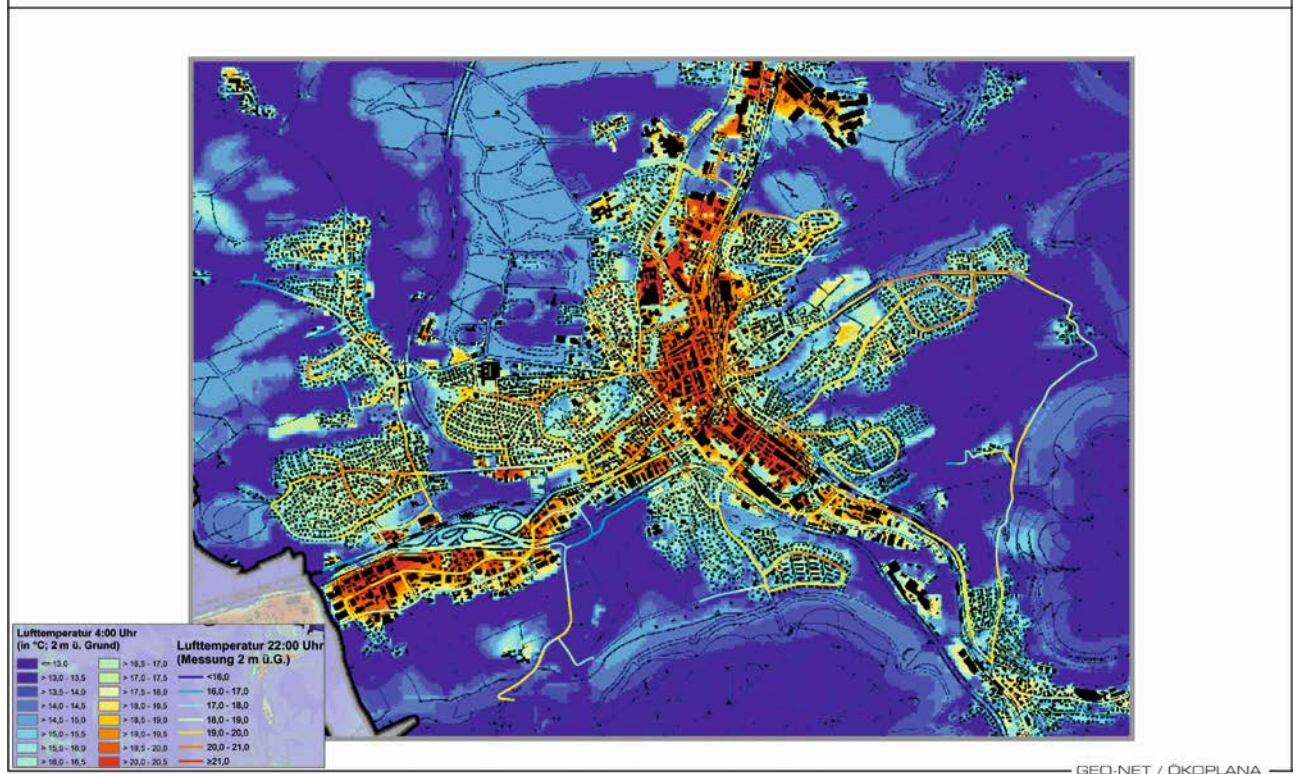 Lufttemperatur 4:00 Uhr
(in °C; 2 m ü. Grund)
<= 13,0
> 13,0 - 13,5
> 13,5 - 14,0
> 14,0 - 14,5
> 14,5 - 15,0
> 15,0 - 15,5
> 15,5 - 16,0
> 16,0 - 16,5
> 16,5 - 17,0
> 17,0 - 17,5
> 17,5 - 18,0
> 18,0 - 18,5
> 18,5 - 19,0
> 19,0 - 19,5
> 19,5 - 20,0
> 20,0 - 20,5
Lufttemperatur 22:00 Uhr
(Messung 2 m ü.G.)
<16,0
16,0 - 17,0
17,0 - 18,0
18,0 - 19,0
19,0 - 20,0
20,0 - 21,0
≥21,0
GEO-NET / ÖKOPLANA